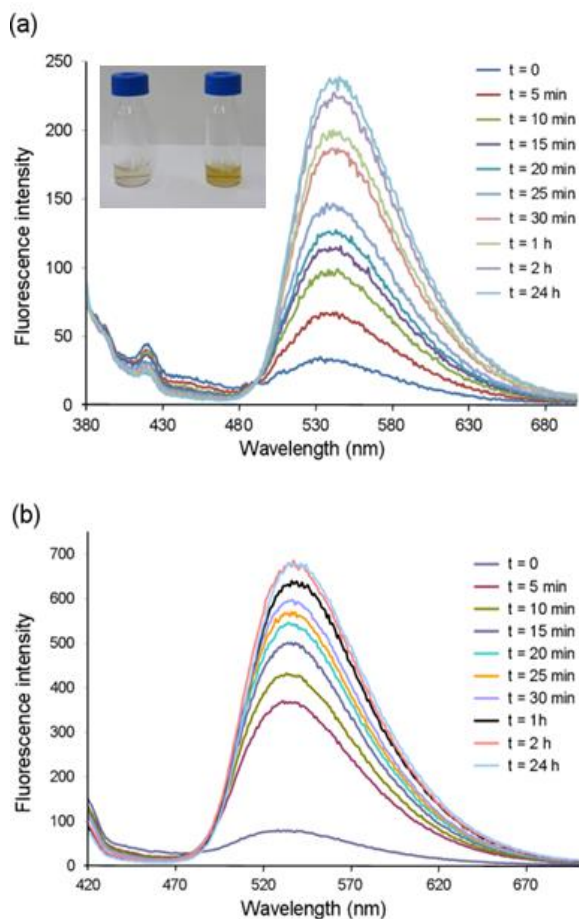 (a)
Fluorescence intensity
250
200
150
100
50
0
380 430 480 530 580 630 680
Wavelength (nm)
t = 0
t = 5 min
t = 10 min
t = 15 min
t = 20 min
t = 25 min
t = 30 min
t = 1 h
t = 2 h
t = 24 h
(b)
Fluorescence intensity
700
600
500
400
300
200
100
0
420 470 520 570 620 670
Wavelength (nm)
t = 0
t = 5 min
t = 10 min
t = 15 min
t = 20 min
t = 25 min
t = 30 min
t = 1h
t = 2 h
t = 24 h